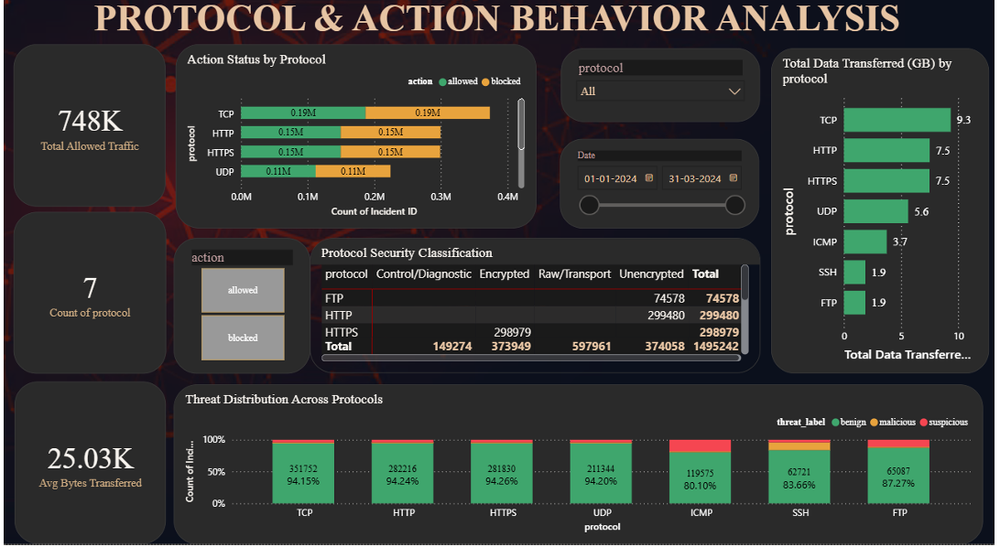 PROTOCOL & ACTION BEHAVIOR ANALYSIS
748K
Total Allowed Traffic
7
Count of protocol
25.03K
Avg Bytes Transferred
Action Status by Protocol
action allowed blocked
protocol
TCP 0.19M 0.19M
HTTP 0.15M 0.15M
HTTPS 0.15M 0.15M
UDP 0.11M 0.11M
0.0M 0.1M 0.2M 0.3M 0.4M
Count of Incident ID
protocol
All
Date
01-01-2024 31-03-2024
action
allowed
blocked
Protocol Security Classification
protocol Control/Diagnostic Encrypted Raw/Transport Unencrypted Total
FTP 74578 74578
HTTP 299480 299480
HTTPS 298979 298979
Total 149274 373949 597961 374058 1495242
Total Data Transferred (GB) by
protocol
protocol
TCP 9.3
HTTP 7.5
HTTPS 7.5
UDP 5.6
ICMP 3.7
SSH 1.9
FTP 1.9
0 5 10
Total Data Transferre...
Threat Distribution Across Protocols
threat_label benign malicious suspicious
Count of Inci...
100%
50%
0%
351752 282216 281830 211344 119575 62721 65087
94.15% 94.24% 94.26% 94.20% 80.10% 83.66% 87.27%
TCP HTTP HTTPS UDP ICMP SSH FTP
protocol